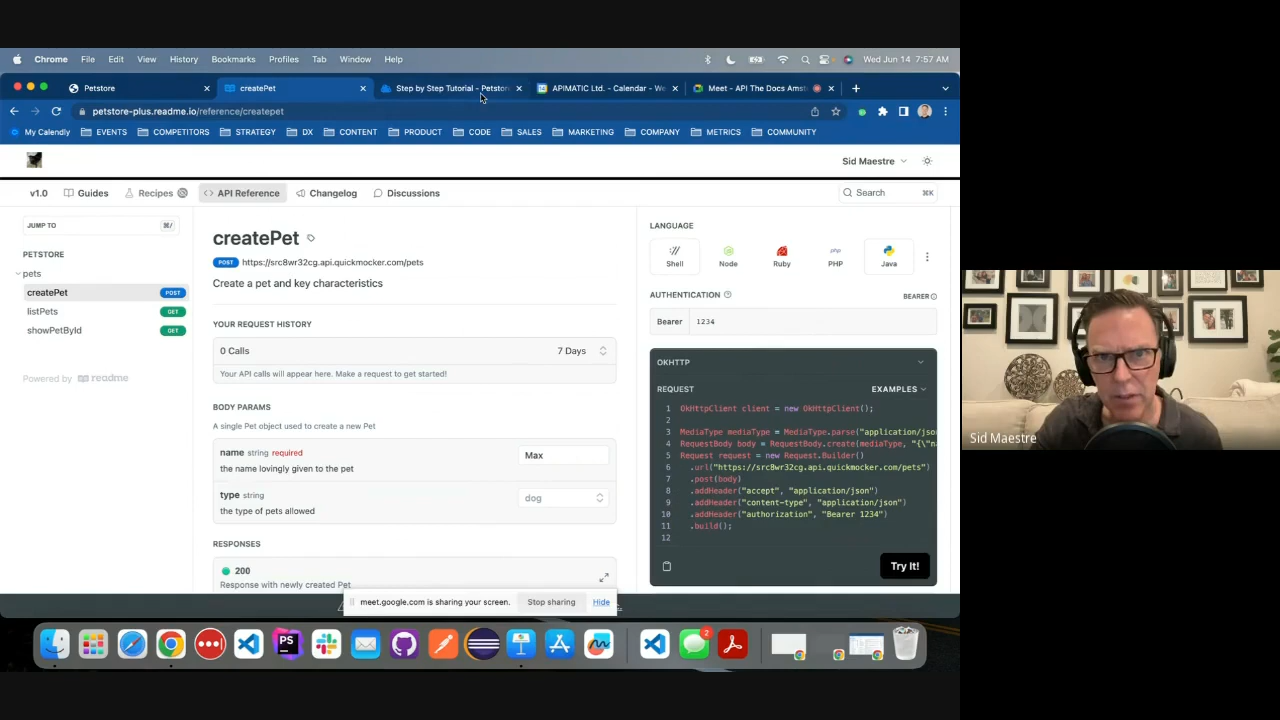 Chrome File Edit View History Bookmarks Profiles Tab Window Help Wed Jun 14 7:57 AM
Petstore createPet Step by Step Tutorial - Petstor APIMATIC Ltd. - Calendar - We Meet - API The Docs Amst
petstore-plus.readme.io/reference/createpet
My Calendly EVENTS COMPETITORS STRATEGY DX CONTENT PRODUCT CODE SALES MARKETING COMPANY METRICS COMMUNITY
Sid Maestre
v1.0 Guides Recipes API Reference Changelog Discussions Search ⌘K
JUMP TO ⌘/
PETSTORE
pets
createPet POST
listPets GET
showPetById GET
Powered by readme
createPet
POST https://src8wr32cg.api.quickmocker.com/pets
Create a pet and key characteristics
YOUR REQUEST HISTORY
0 Calls 7 Days
Your API calls will appear here. Make a request to get started!
BODY PARAMS
A single Pet object used to create a new Pet
name string required Max
the name lovingly given to the pet
type string dog
the type of pets allowed
RESPONSES
200
Response with newly created Pet
LANGUAGE
Shell Node Ruby PHP Java
php
AUTHENTICATION BEARER
Bearer 1234
OKHTTP
REQUEST EXAMPLES
1 OkHttpClient client = new OkHttpClient();
2
3 MediaType mediaType = MediaType.parse("application/jso
4 RequestBody body = RequestBody.create(mediaType, "{\"na
5 Request request = new Request.Builder()
6 .url("https://src8wr32cg.api.quickmocker.com/pets")
7 .post(body)
8 .addHeader("accept", "application/json")
9 .addHeader("content-type", "application/json")
10 .addHeader("authorization", "Bearer 1234")
11 .build();
12
Try It!
meet.google.com is sharing your screen. Stop sharing Hide
PS
2
Sid Maestre